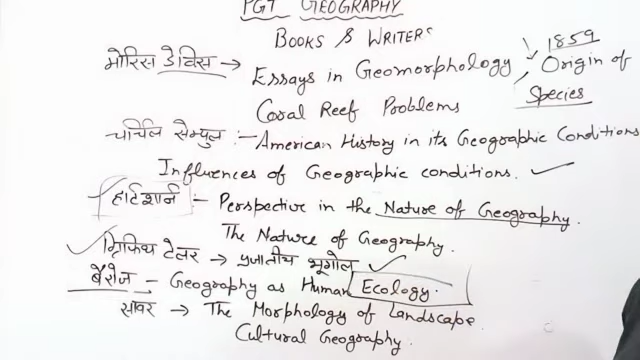 PGT GEOGRAPHY
BOOKS & WRITERS
मोरिस डेविस → Essays in Geomorphology
Coral Reef Problems
1859
Origin of
Species
चर्चिल सेम्पुल :- American History in its Geographic Conditions
Influences of Geographic conditions.
हार्टशार्न :- Perspective in the Nature of Geography.
The Nature of Geography.
ग्रिफिथ टेलर → प्रजातीय भूगोल
बैरोज :- Geography as Human Ecology.
सावर → The Morphology of Landscape
Cultural Geography.